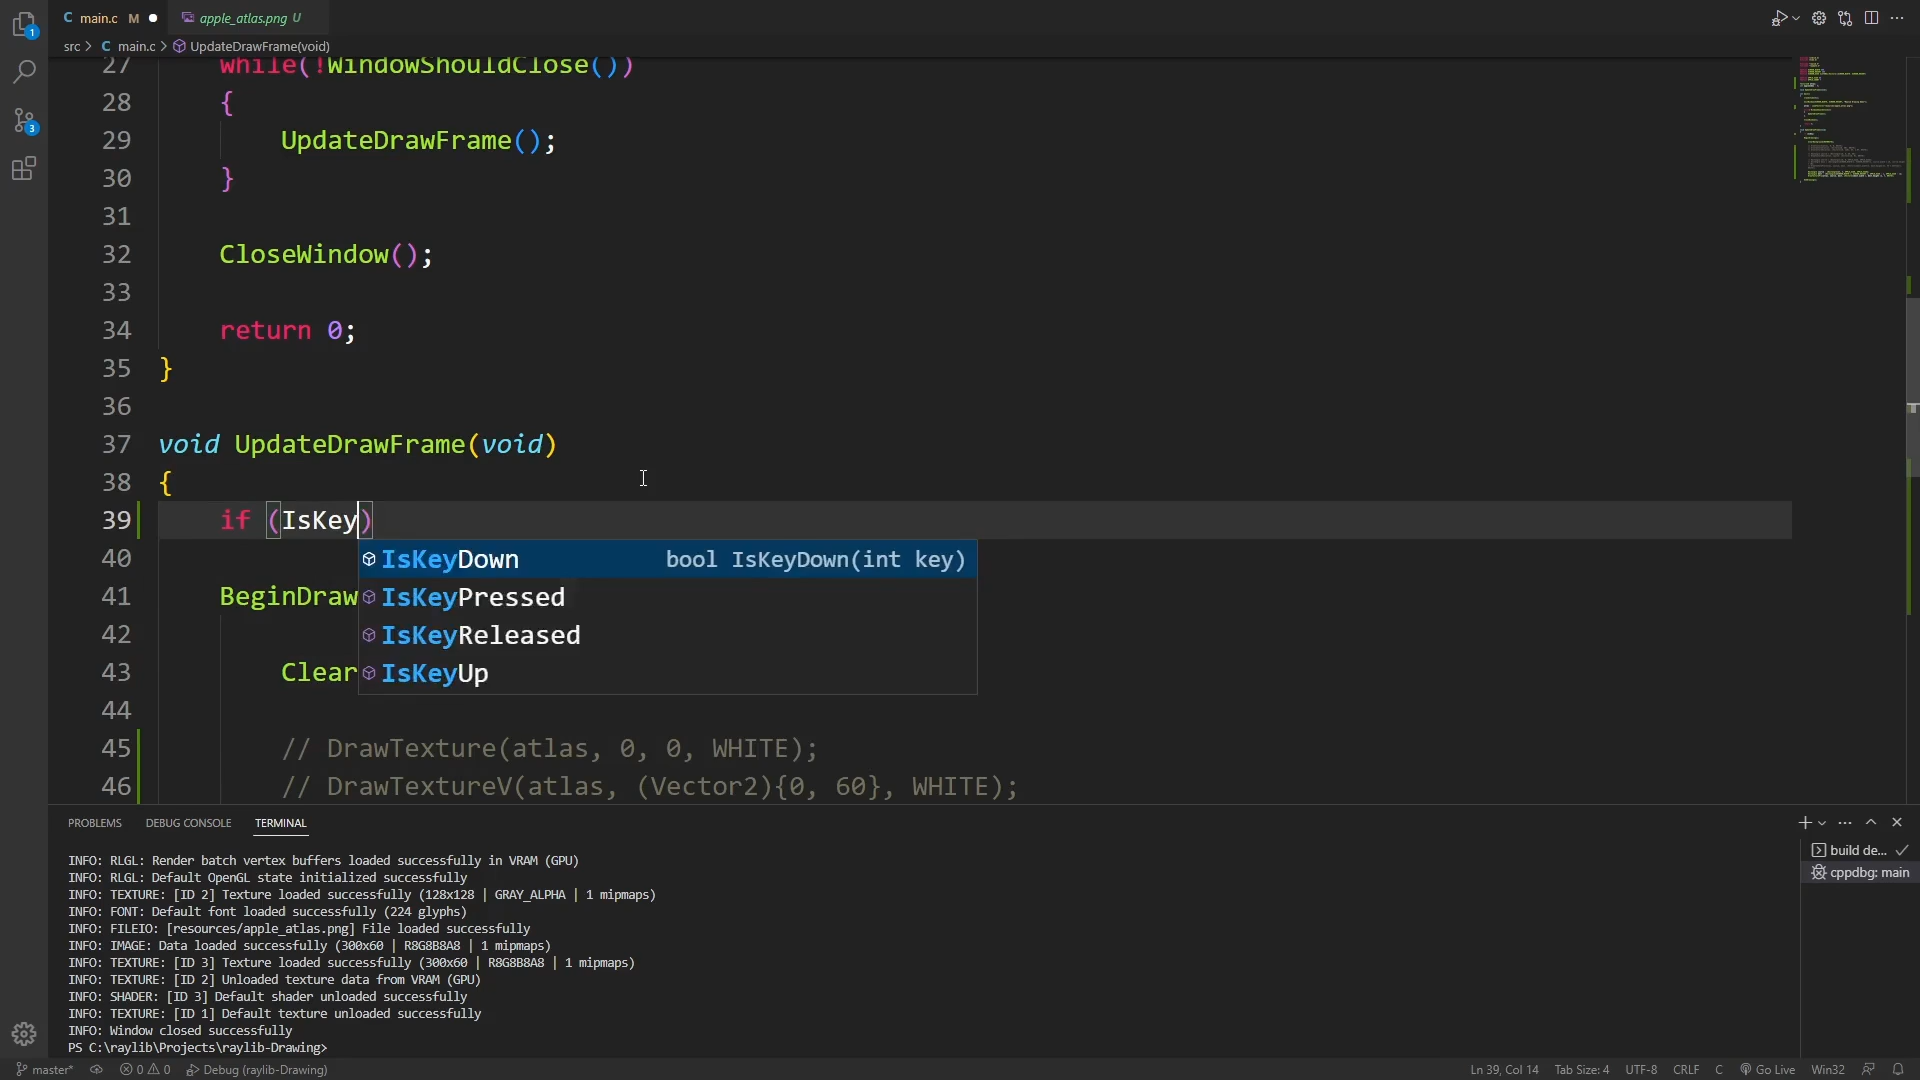 1
3
C main.c M
apple_atlas.png U
src > C main.c > UpdateDrawFrame(void)
27 while(!WindowShouldClose())
28 {
29 UpdateDrawFrame();
30 }
31
32 CloseWindow();
33
34 return 0;
35 }
36
37 void UpdateDrawFrame(void)
38 {
39 if (IsKey)
IsKeyDown bool IsKeyDown(int key)
IsKeyPressed
IsKeyReleased
IsKeyUp
40
41 BeginDraw
42
43 Clear
44
45 // DrawTexture(atlas, 0, 0, WHITE);
46 // DrawTextureV(atlas, (Vector2){0, 60}, WHITE);
PROBLEMS DEBUG CONSOLE TERMINAL
INFO: RLGL: Render batch vertex buffers loaded successfully in VRAM (GPU)
INFO: RLGL: Default OpenGL state initialized successfully
INFO: TEXTURE: [ID 2] Texture loaded successfully (128x128 | GRAY_ALPHA | 1 mipmaps)
INFO: FONT: Default font loaded successfully (224 glyphs)
INFO: FILEIO: [resources/apple_atlas.png] File loaded successfully
INFO: IMAGE: Data loaded successfully (300x60 | R8G8B8A8 | 1 mipmaps)
INFO: TEXTURE: [ID 3] Texture loaded successfully (300x60 | R8G8B8A8 | 1 mipmaps)
INFO: TEXTURE: [ID 2] Unloaded texture data from VRAM (GPU)
INFO: SHADER: [ID 3] Default shader unloaded successfully
INFO: TEXTURE: [ID 1] Default texture unloaded successfully
INFO: Window closed successfully
PS C:\raylib\Projects\raylib-Drawing>
build de...
cppdbg: main
master* 0 0 Debug (raylib-Drawing)
Ln 39, Col 14 Tab Size: 4 UTF-8 CRLF C Go Live Win32